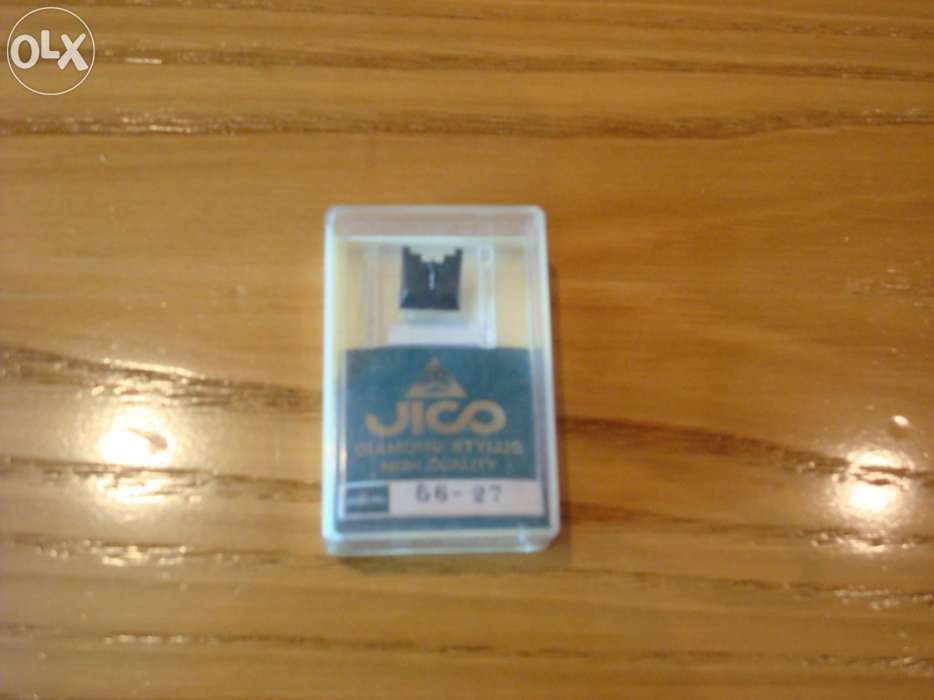 OLX
JICO
DIAMOND STYLUS
HIGH QUALITY
66-27